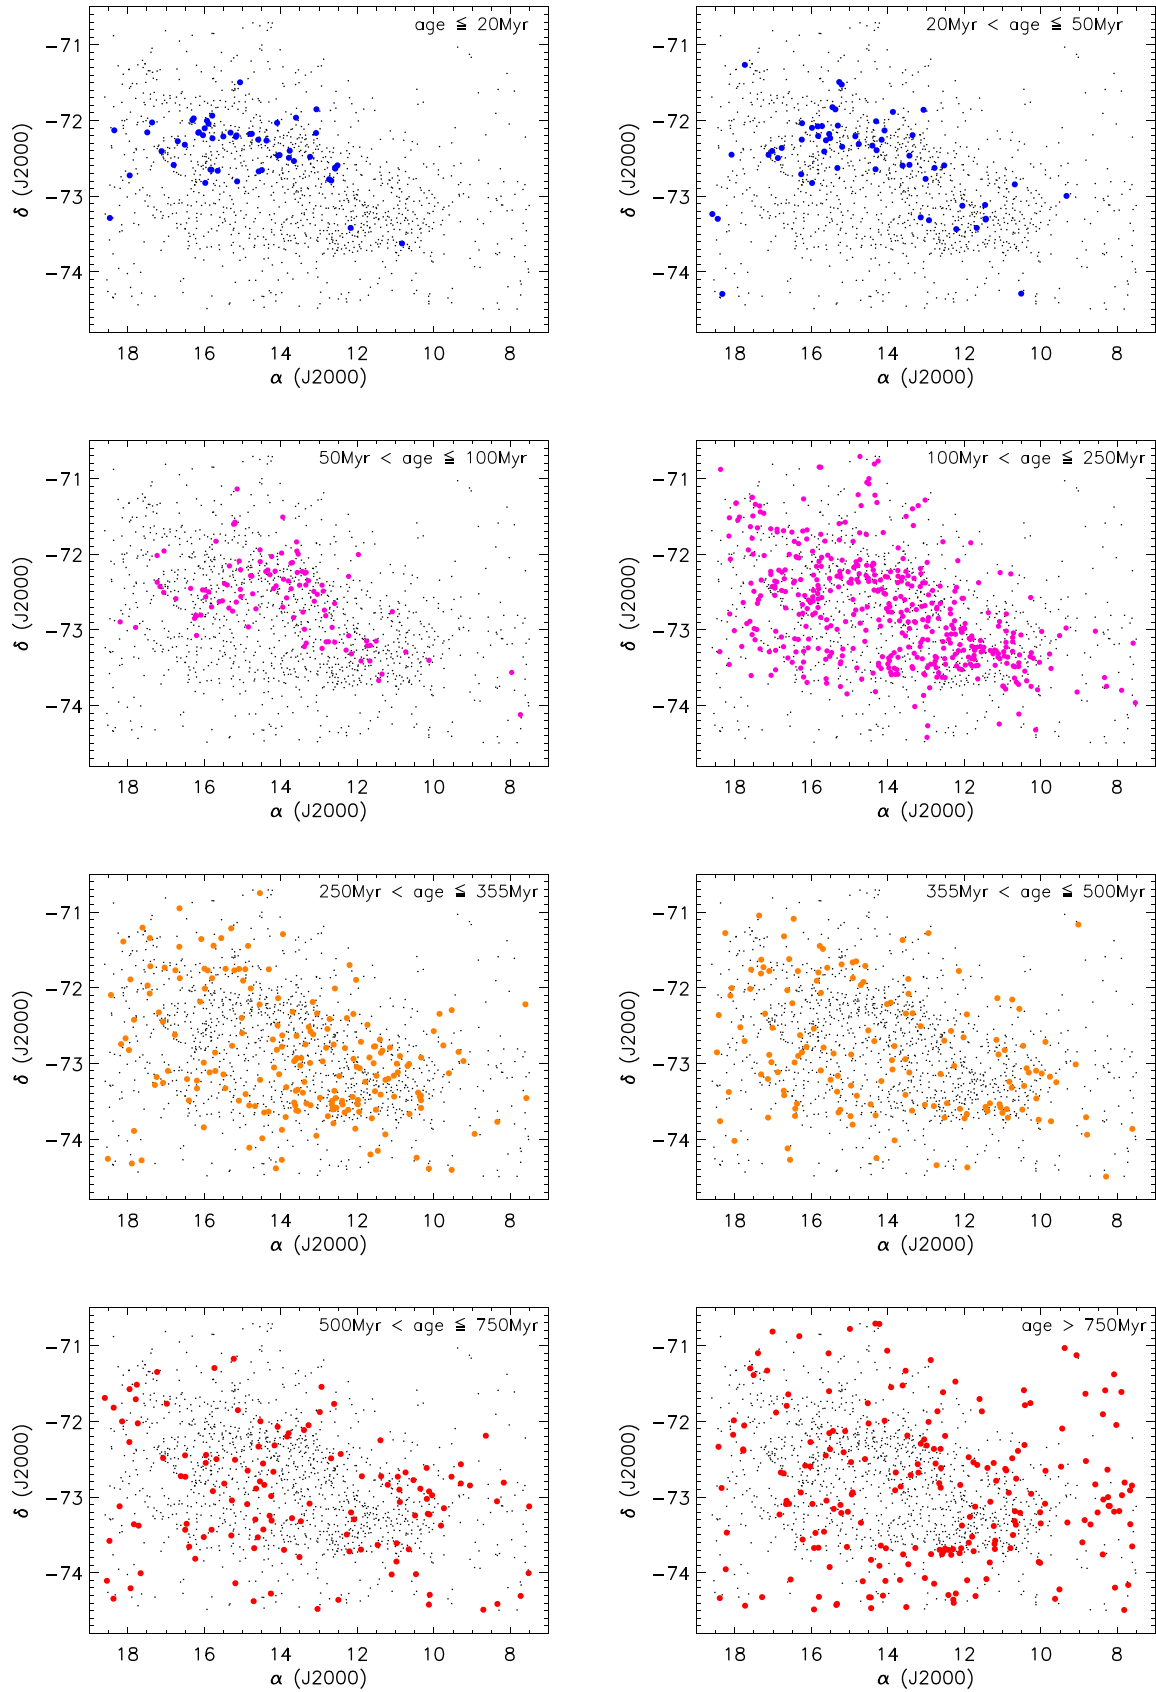 age ≦ 20Myr
−71
−72
−73
−74
δ (J2000)
18 16 14 12 10 8
α (J2000)
20Myr < age ≦ 50Myr
−71
−72
−73
−74
δ (J2000)
18 16 14 12 10 8
α (J2000)
50Myr < age ≦ 100Myr
−71
−72
−73
−74
δ (J2000)
18 16 14 12 10 8
α (J2000)
100Myr < age ≦ 250Myr
−71
−72
−73
−74
δ (J2000)
18 16 14 12 10 8
α (J2000)
250Myr < age ≦ 355Myr
−71
−72
−73
−74
δ (J2000)
18 16 14 12 10 8
α (J2000)
355Myr < age ≦ 500Myr
−71
−72
−73
−74
δ (J2000)
18 16 14 12 10 8
α (J2000)
500Myr < age ≦ 750Myr
−71
−72
−73
−74
δ (J2000)
18 16 14 12 10 8
α (J2000)
age > 750Myr
−71
−72
−73
−74
δ (J2000)
18 16 14 12 10 8
α (J2000)